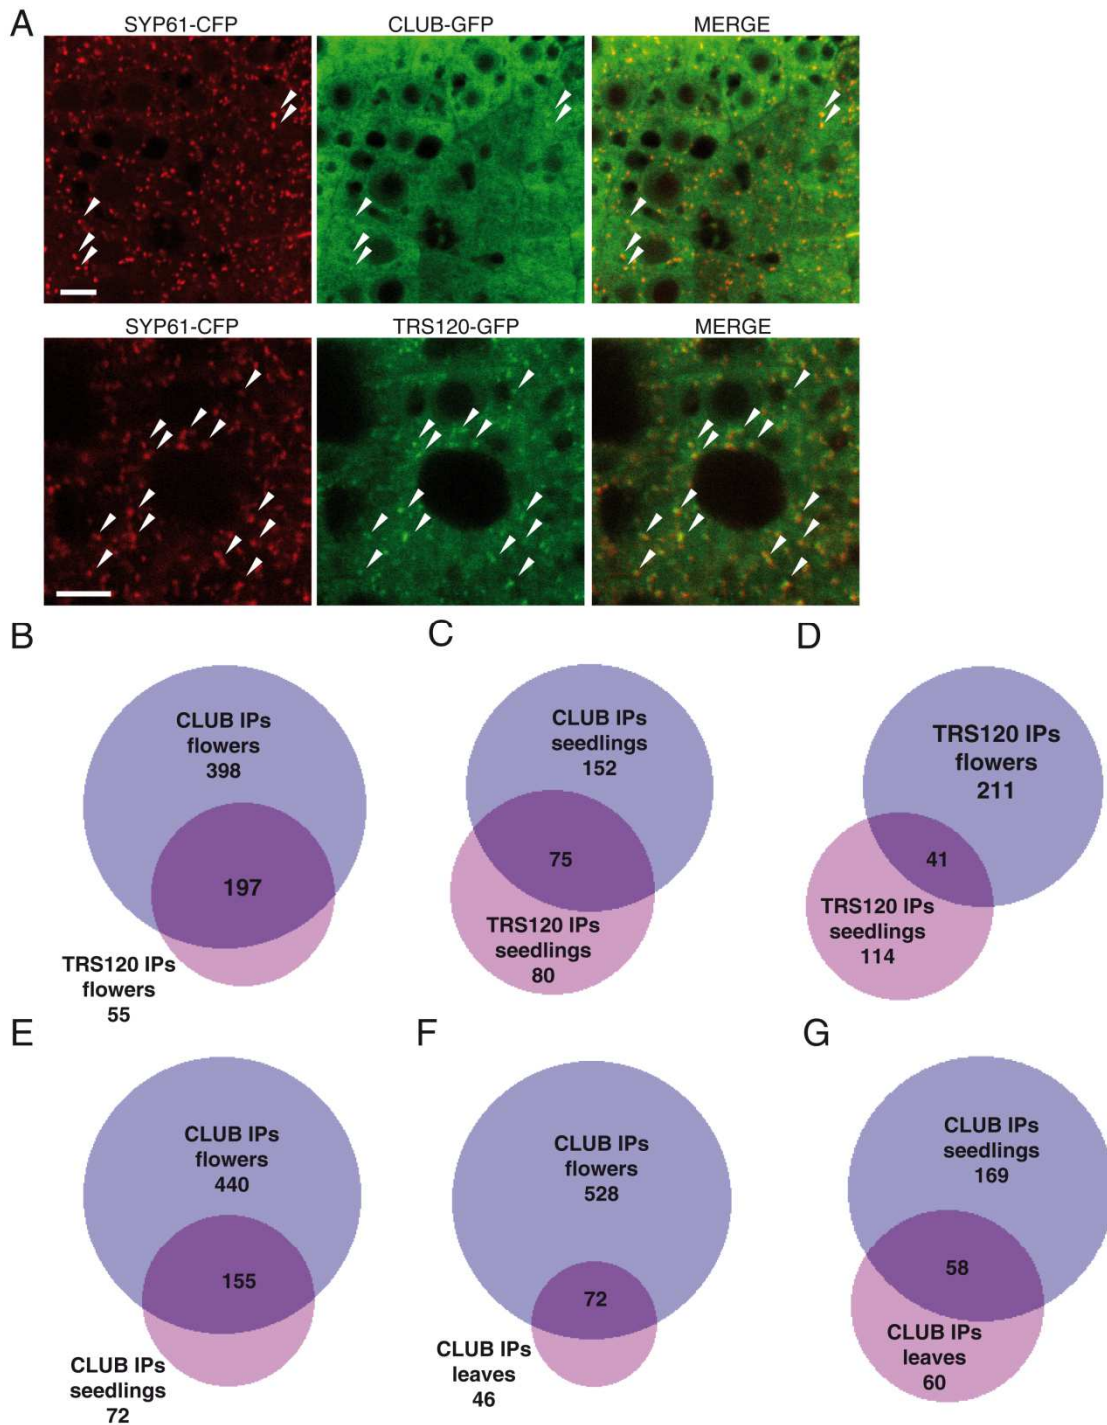 A
SYP61-CFP
CLUB-GFP
MERGE
SYP61-CFP
TRS120-GFP
MERGE
B
CLUB IPs
flowers
398
197
TRS120 IPs
flowers
55
C
CLUB IPs
seedlings
152
75
TRS120 IPs
seedlings
80
D
TRS120 IPs
flowers
211
41
TRS120 IPs
seedlings
114
E
CLUB IPs
flowers
440
155
CLUB IPs
seedlings
72
F
CLUB IPs
flowers
528
72
CLUB IPs
leaves
46
G
CLUB IPs
seedlings
169
58
CLUB IPs
leaves
60